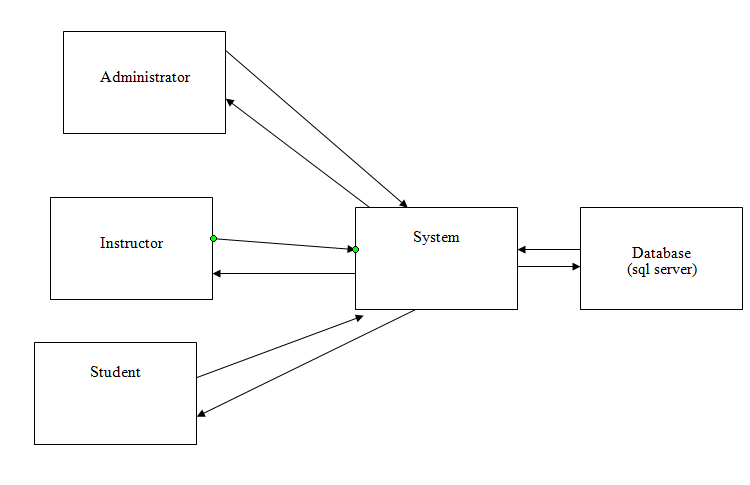 Administrator
Instructor
System
Database
(sql server)
Student